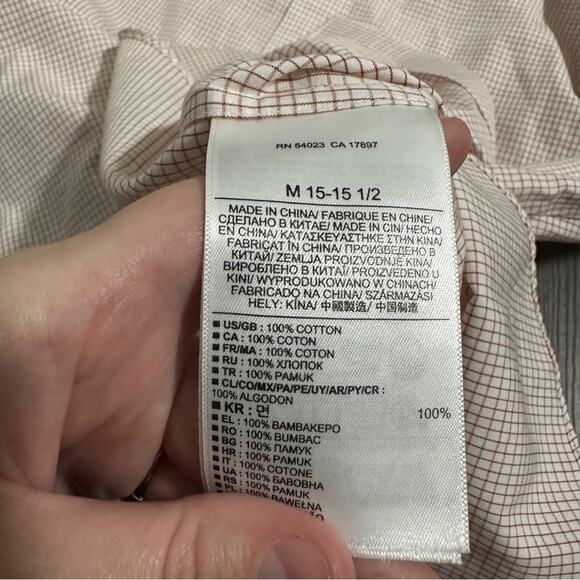 RN 54023 CA 17897
M 15-15 1/2
MADE IN CHINA/ FABRIQUE EN CHINE/
СДЕЛАНО В КИТАЕ/ MADE IN CIN/ HECHO
EN CHINA/ ΚΑΤΑΣΚΕΥΑΣΤΗΚΕ ΣΤΗΝ ΚΙΝΑ/
FABRICAT ÎN CHINA/ ПРОИЗВЕДЕНО В
КИТАЙ/ ZEMLJA PROIZVODNJE KINA/
ВИРОБЛЕНО В КИТАЇ/ PROIZVEDENO U
KINI/ WYPRODUKOWANO W CHINACH/
FABRICADO NA CHINA/ SZÁRMAZÁSI
HELY: KÍNA/ 中國製造/ 中国制造
■ US/GB : 100% COTTON
■ CA : 100% COTON
■ FR/MA : 100% COTON
■ RU : 100% ХЛОПОК
■ TR : 100% PAMUK
■ CL/CO/MX/PA/PE/UY/AR/PY/CR :
100% ALGODON
■ KR : 면 100%
■ EL : 100% ΒΑΜΒΑΚΕΡΟ
■ RO : 100% BUMBAC
■ BG : 100% ПАМУК
■ HR : 100% PAMUK
■ IT : 100% COTONE
■ UA : 100% БАВОВНА
■ RS : 100% PAMUK
■ PL : 100% BAWEŁNA